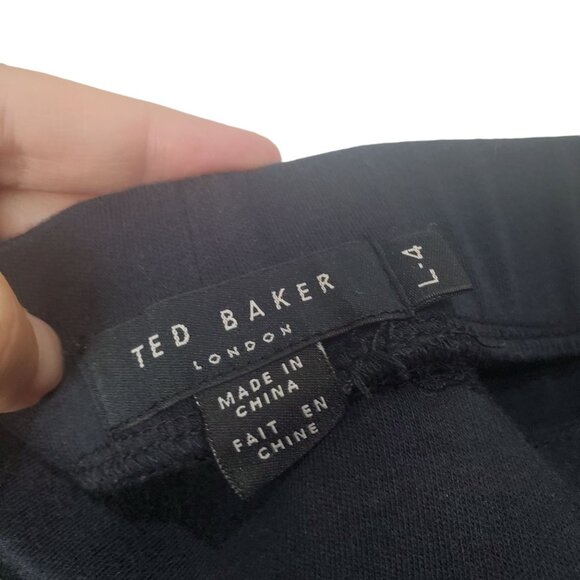 TED BAKER
LONDON
L-4
MADE IN
CHINA
FAIT EN
CHINE